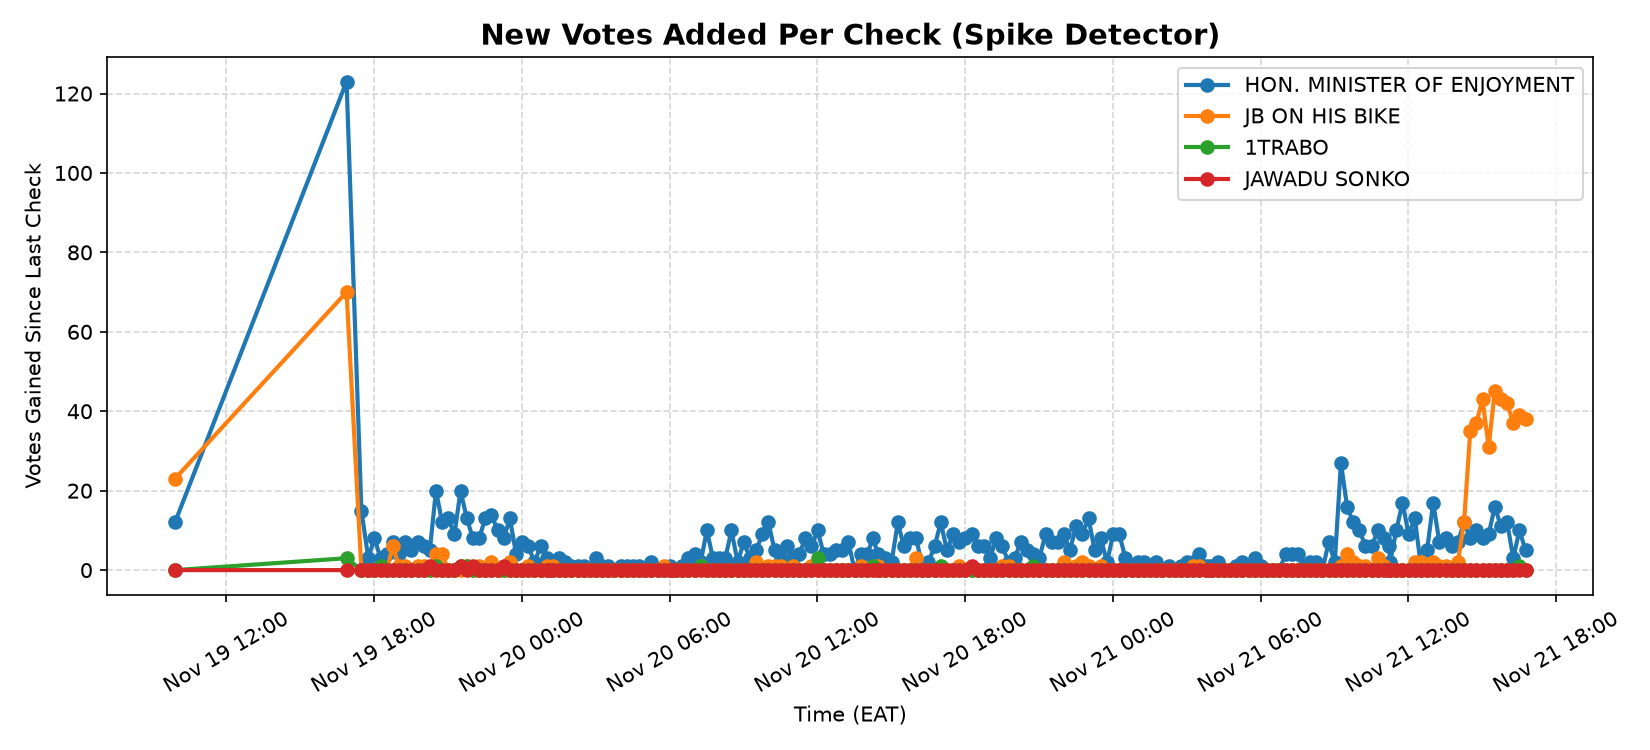 New Votes Added Per Check (Spike Detector)
HON. MINISTER OF ENJOYMENT
JB ON HIS BIKE
1TRABO
JAWADU SONKO
Votes Gained Since Last Check
120
100
80
60
40
20
0
Nov 19 12:00
Nov 19 18:00
Nov 20 00:00
Nov 20 06:00
Nov 20 12:00
Nov 20 18:00
Nov 21 00:00
Nov 21 06:00
Nov 21 12:00
Nov 21 18:00
Time (EAT)